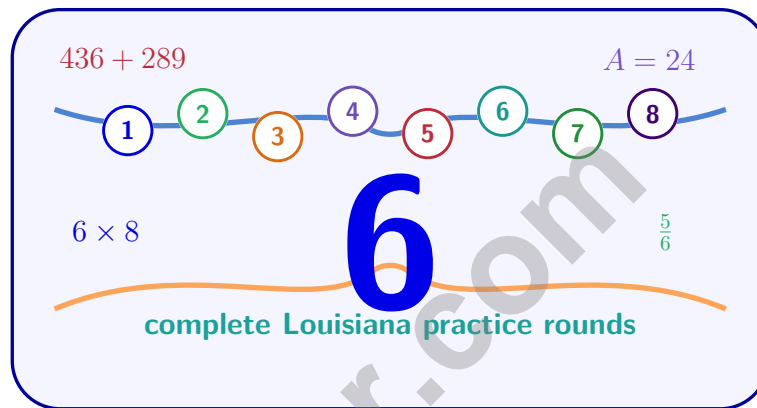 436 + 289
A = 24
1 2 3 4 5 6 7 8
6
6 × 8
5/6
complete Louisiana practice rounds
r.com